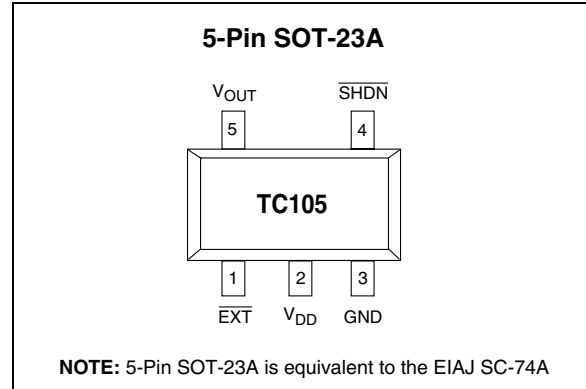 5-Pin SOT-23A
VOUT SHDN
5 4
TC105
1 2 3
EXT VDD GND
NOTE: 5-Pin SOT-23A is equivalent to the EIAJ SC-74A